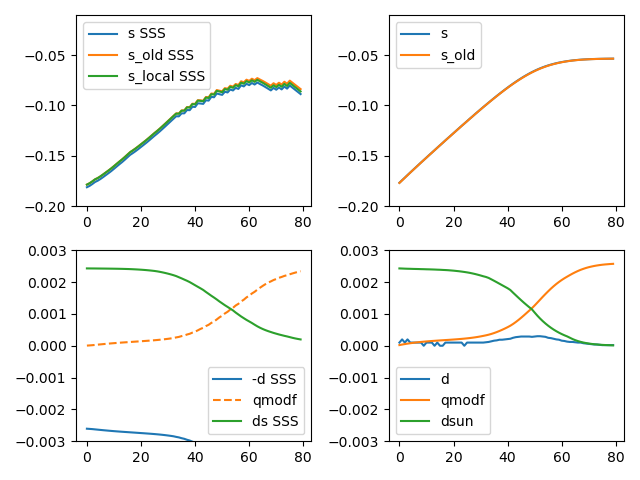 s SSS
s_old SSS
s_local SSS
−0.05
−0.10
−0.15
−0.20
0 20 40 60 80
s
s_old
−0.05
−0.10
−0.15
−0.20
0 20 40 60 80
0.003
0.002
0.001
0.000
−0.001
−0.002
−0.003
-d SSS
qmodf
ds SSS
0 20 40 60 80
0.003
0.002
0.001
0.000
−0.001
−0.002
−0.003
d
qmodf
dsun
0 20 40 60 80